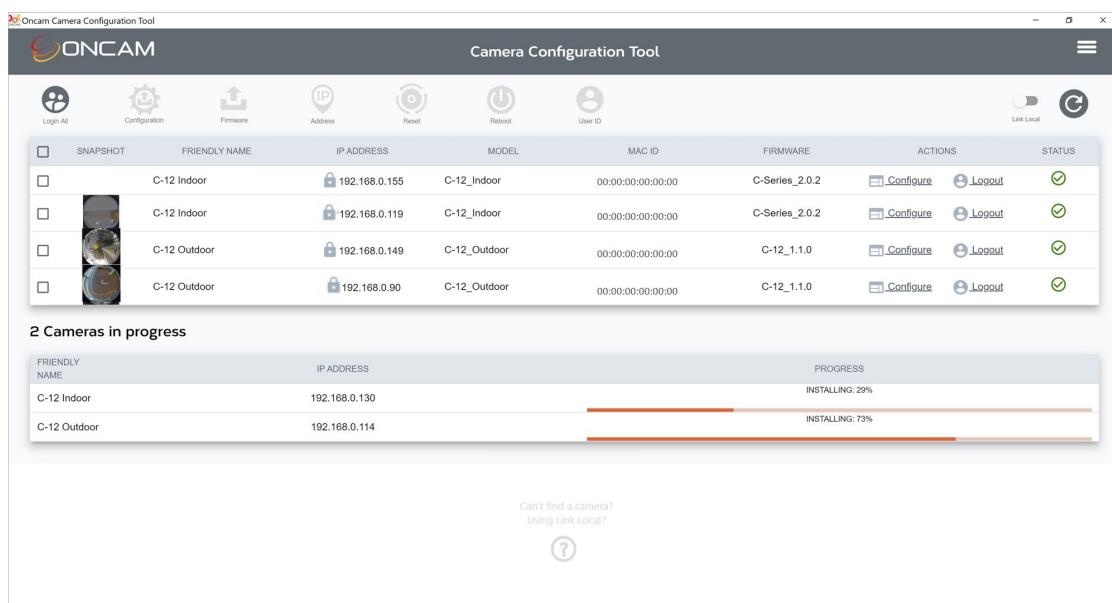 Oncam Camera Configuration Tool
ONCAM
Camera Configuration Tool
Login All Configuration Firmware IP Address Reset Reboot User ID Link Local
SNAPSHOT FRIENDLY NAME IP ADDRESS MODEL MAC ID FIRMWARE ACTIONS STATUS
C-12 Indoor 192.168.0.155 C-12_Indoor 00:00:00:00:00:00 C-Series_2.0.2 Configure Logout
C-12 Indoor 192.168.0.119 C-12_Indoor 00:00:00:00:00:00 C-Series_2.0.2 Configure Logout
C-12 Outdoor 192.168.0.149 C-12_Outdoor 00:00:00:00:00:00 C-12_1.1.0 Configure Logout
C-12 Outdoor 192.168.0.90 C-12_Outdoor 00:00:00:00:00:00 C-12_1.1.0 Configure Logout
2 Cameras in progress
FRIENDLY NAME IP ADDRESS PROGRESS
C-12 Indoor 192.168.0.130 INSTALLING: 29%
C-12 Outdoor 192.168.0.114 INSTALLING: 73%
Can't find a camera?
Using Link Local?
?